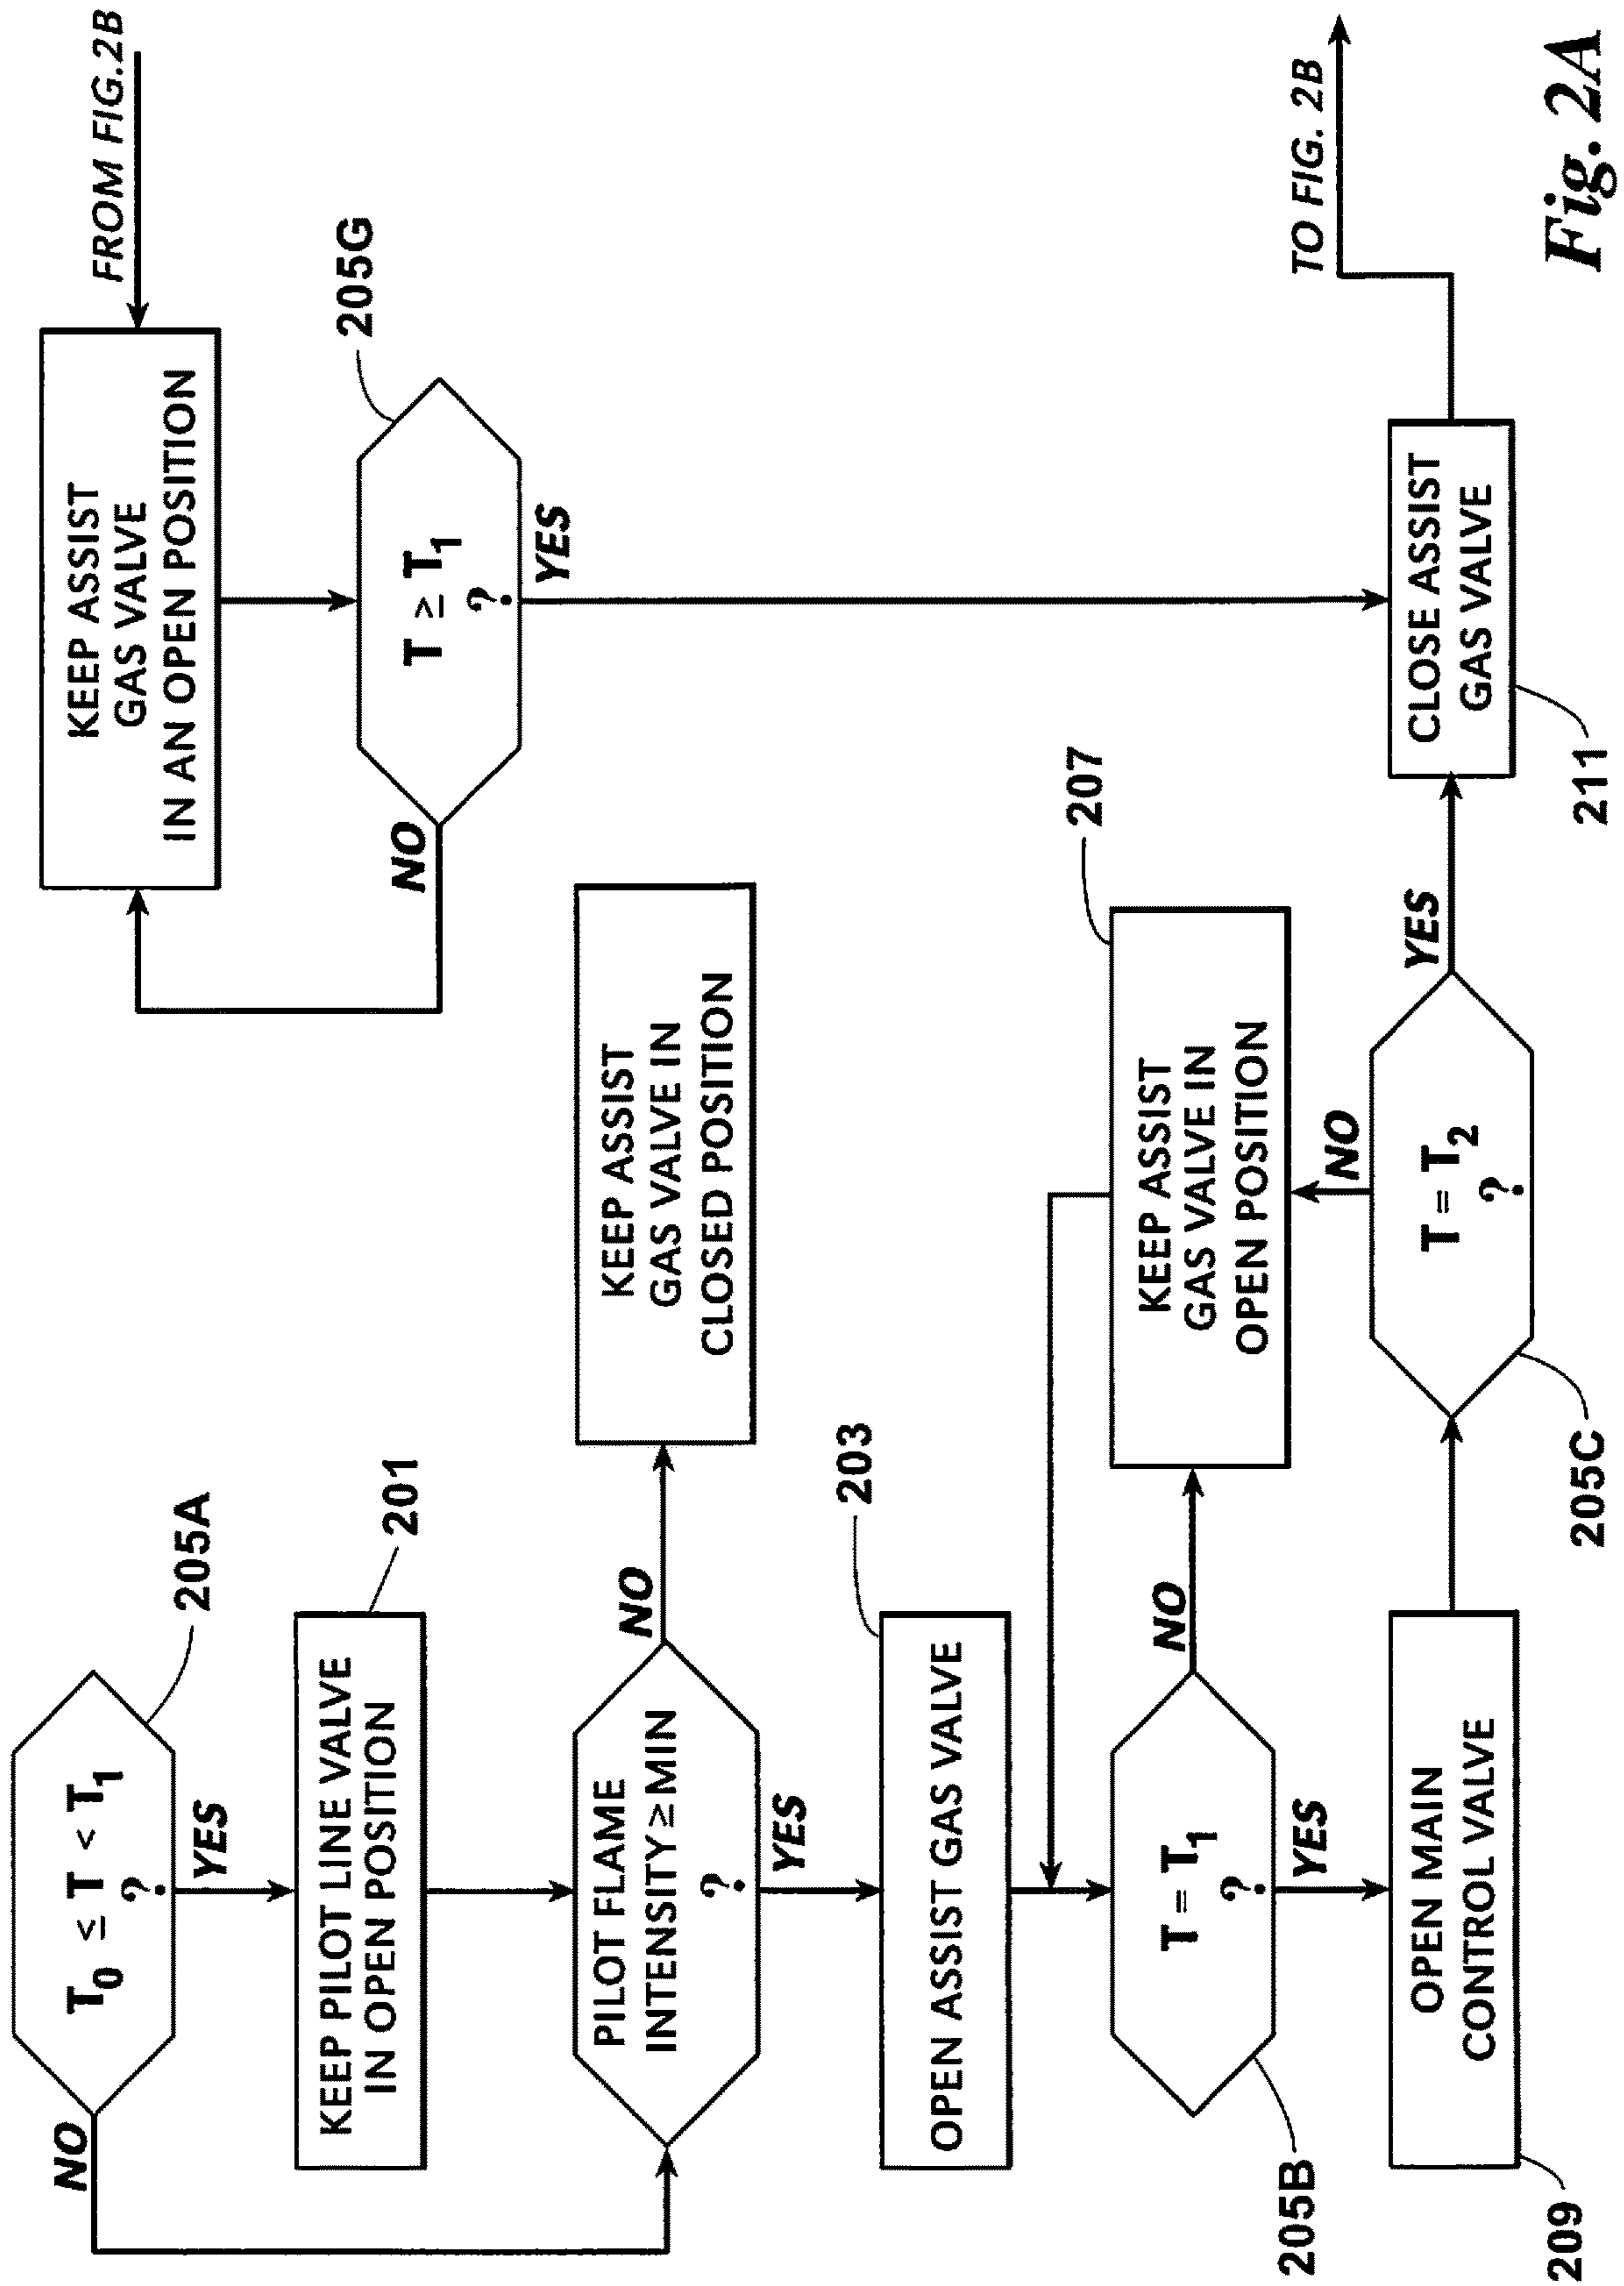 T0 ≤ T < T1
?
205A
NO
YES
KEEP PILOT LINE VALVE
IN OPEN POSITION
201
PILOT FLAME
INTENSITY ≥ MIN
?
NO
KEEP ASSIST
GAS VALVE IN
CLOSED POSITION
YES
OPEN ASSIST GAS VALVE
203
T = T1
?
205B
NO
KEEP ASSIST
GAS VALVE IN
OPEN POSITION
207
YES
OPEN MAIN
CONTROL VALVE
209
T = T2
?
205C
NO
YES
CLOSE ASSIST
GAS VALVE
211
TO FIG. 2B
FROM FIG.2B
KEEP ASSIST
GAS VALVE
IN AN OPEN POSITION
T ≥ T1
?
205G
NO
YES
Fig. 2A